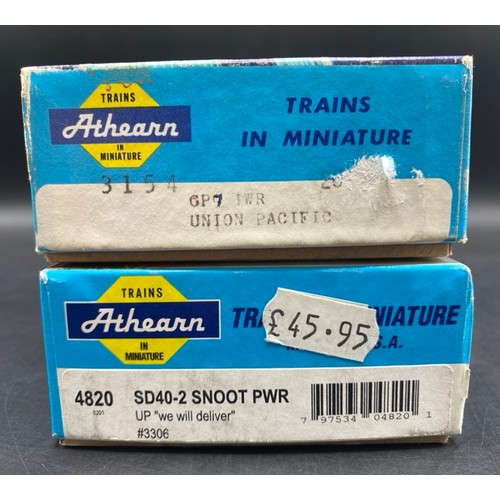 TRAINS
Athearn
IN
MINIATURE
TRAINS
IN MINIATURE
3154
GP7 PWR
UNION PACIFIC
TRAINS
Athearn
IN
MINIATURE
£45.95
4820
0201
SD40-2 SNOOT PWR
UP "we will deliver"
#3306
7 97534 04820 1